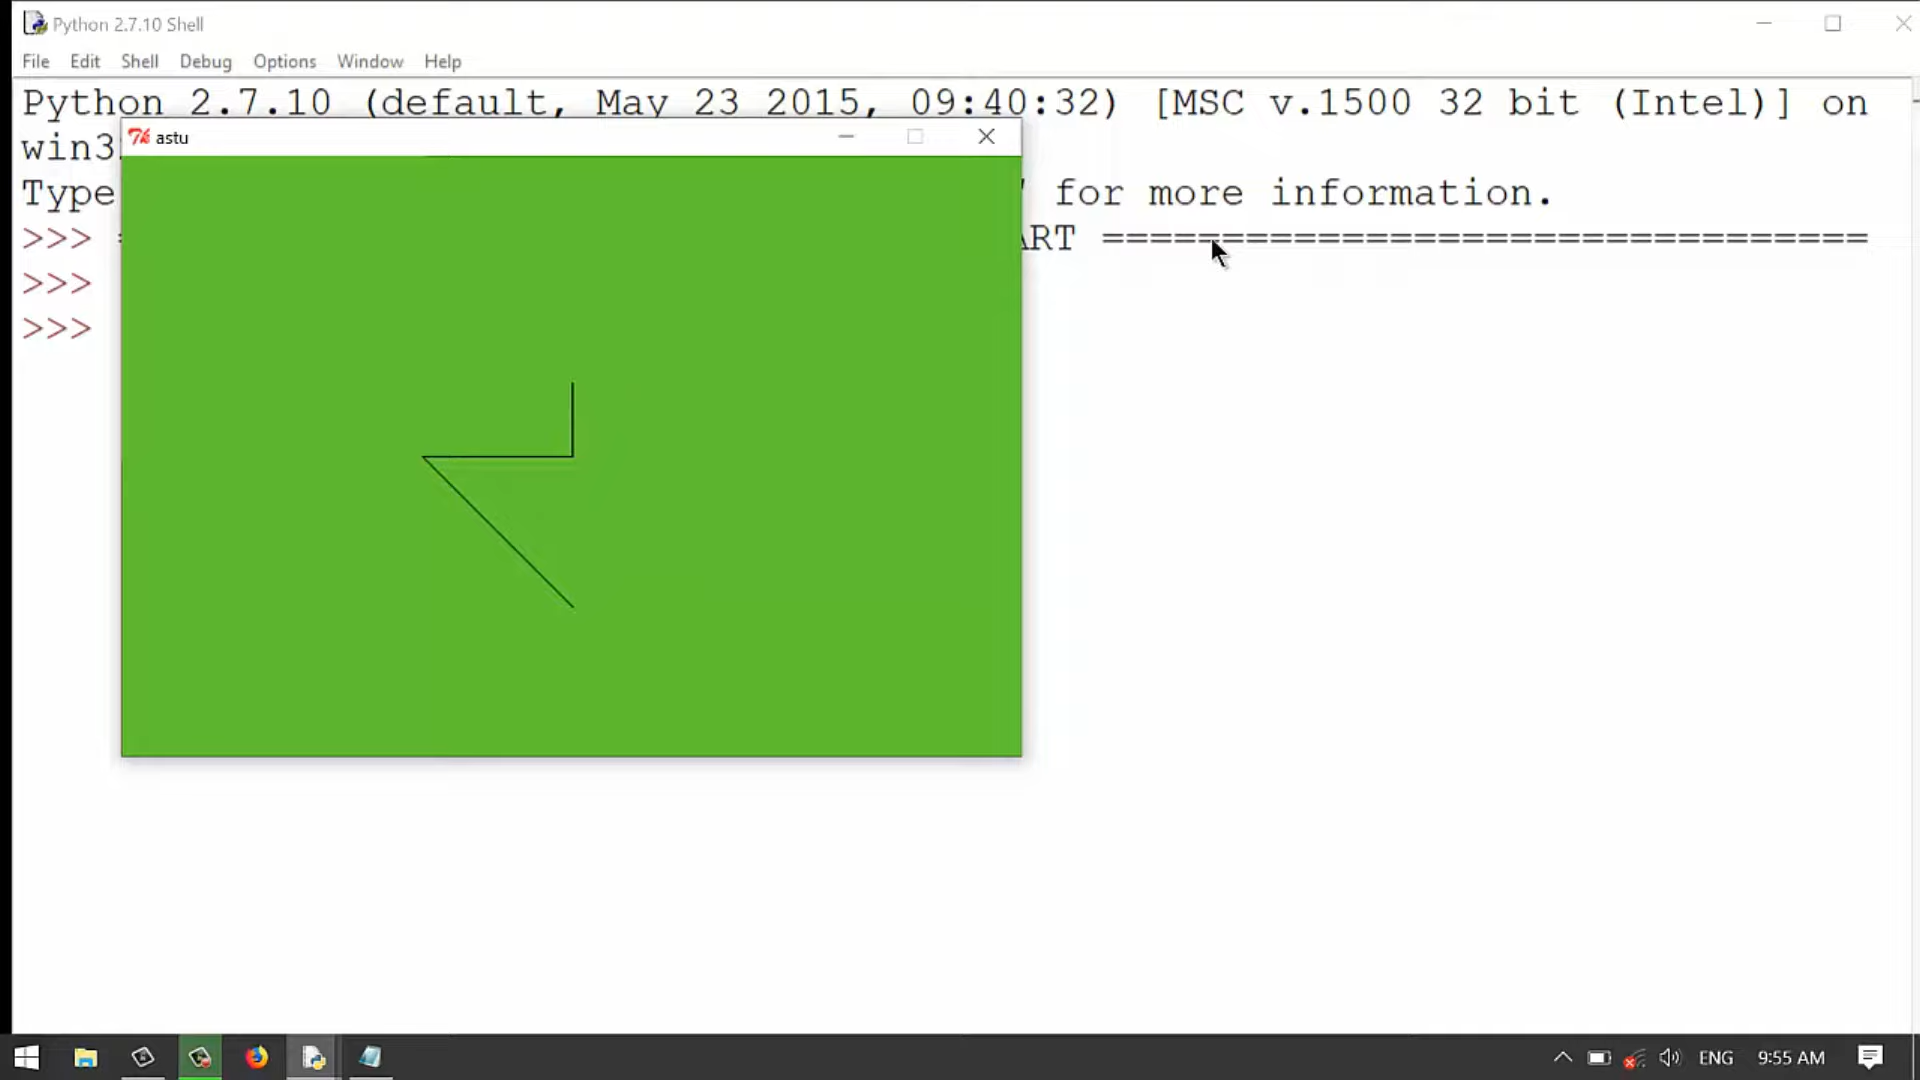 Python 2.7.10 Shell
File Edit Shell Debug Options Window Help
Python 2.7.10 (default, May 23 2015, 09:40:32) [MSC v.1500 32 bit (Intel)] on
win3
astu
Type for more information.
>>> ART ================================
>>>
>>>
ENG 9:55 AM